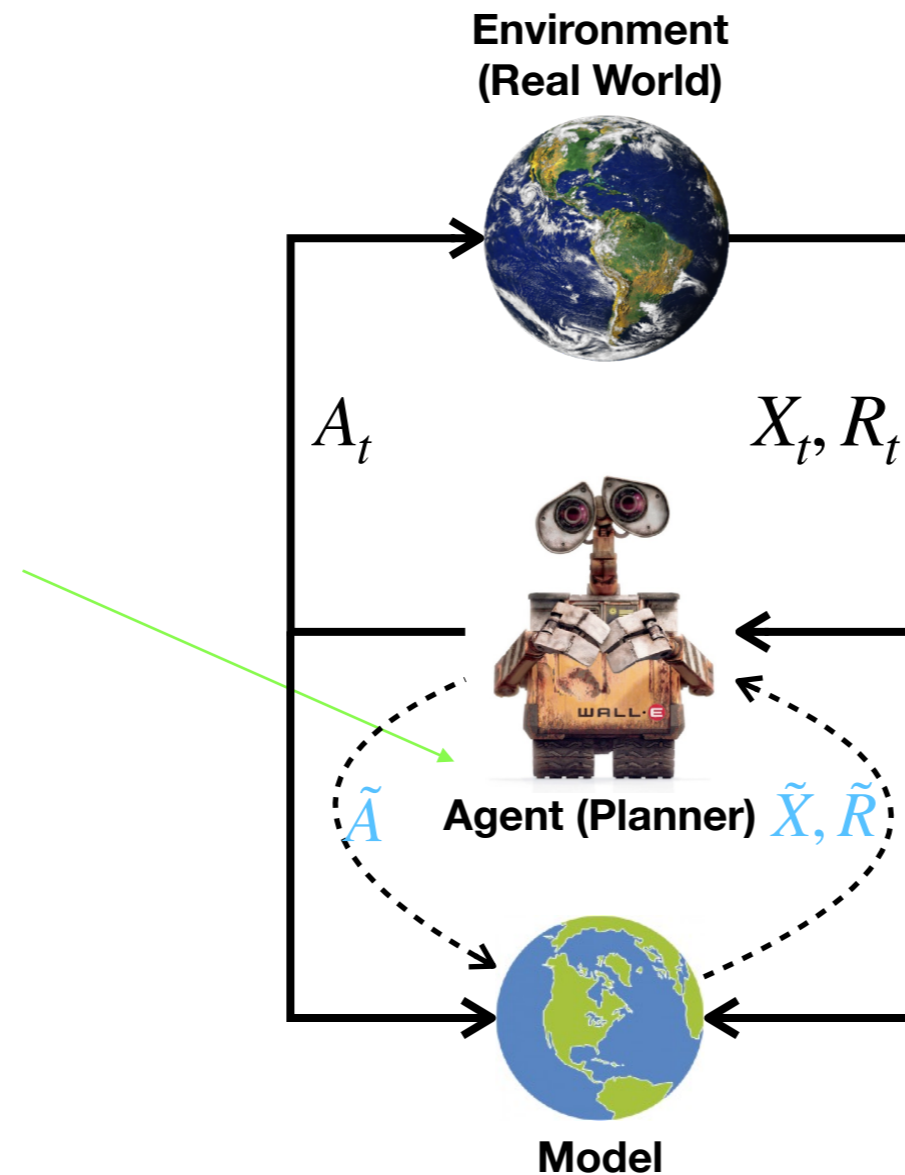 Environment
(Real World)
A_t
X_t, R_t
WALL·E
Ã
Agent (Planner)
X̃, R̃
Model